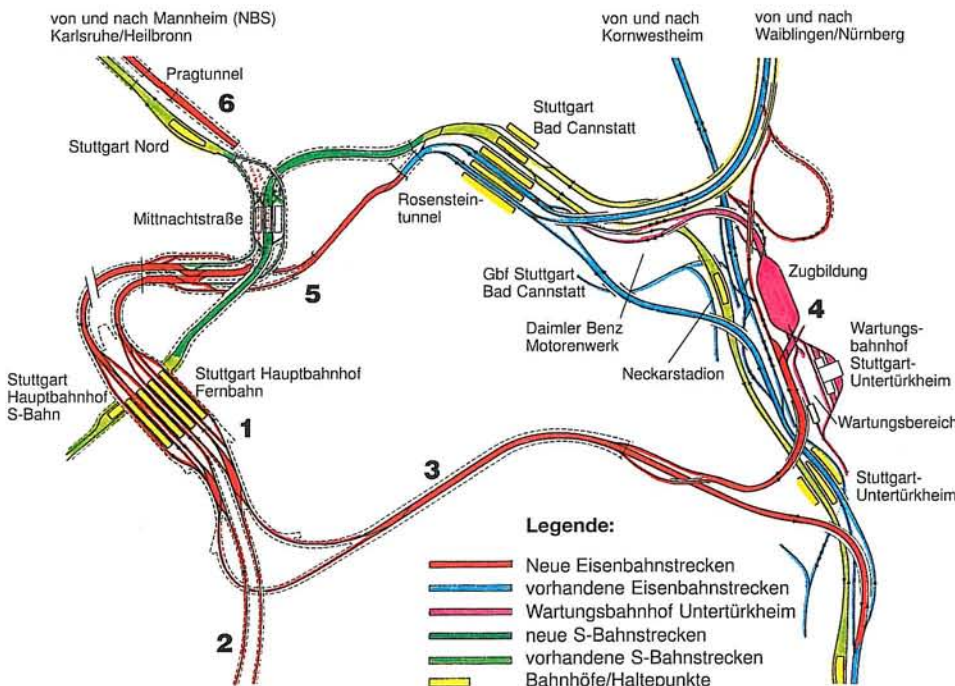 von und nach Mannheim (NBS)
Karlsruhe/Heilbronn
von und nach
Kornwestheim
von und nach
Waiblingen/Nürnberg
Pragtunnel
6
Stuttgart Nord
Stuttgart
Bad Cannstatt
Mittnachtstraße
Rosenstein-
tunnel
5
Gbf Stuttgart
Bad Cannstatt
Zugbildung
4
Daimler Benz
Motorenwerk
Wartungs-
bahnhof
Stuttgart-
Untertürkheim
Neckarstadion
Stuttgart
Hauptbahnhof
S-Bahn
Stuttgart Hauptbahnhof
Fernbahn
Wartungsbereich
1
3
Stuttgart-
Untertürkheim
2
Legende:
Neue Eisenbahnstrecken
vorhandene Eisenbahnstrecken
Wartungsbahnhof Untertürkheim
neue S-Bahnstrecken
vorhandene S-Bahnstrecken
Bahnhöfe/Haltepunkte